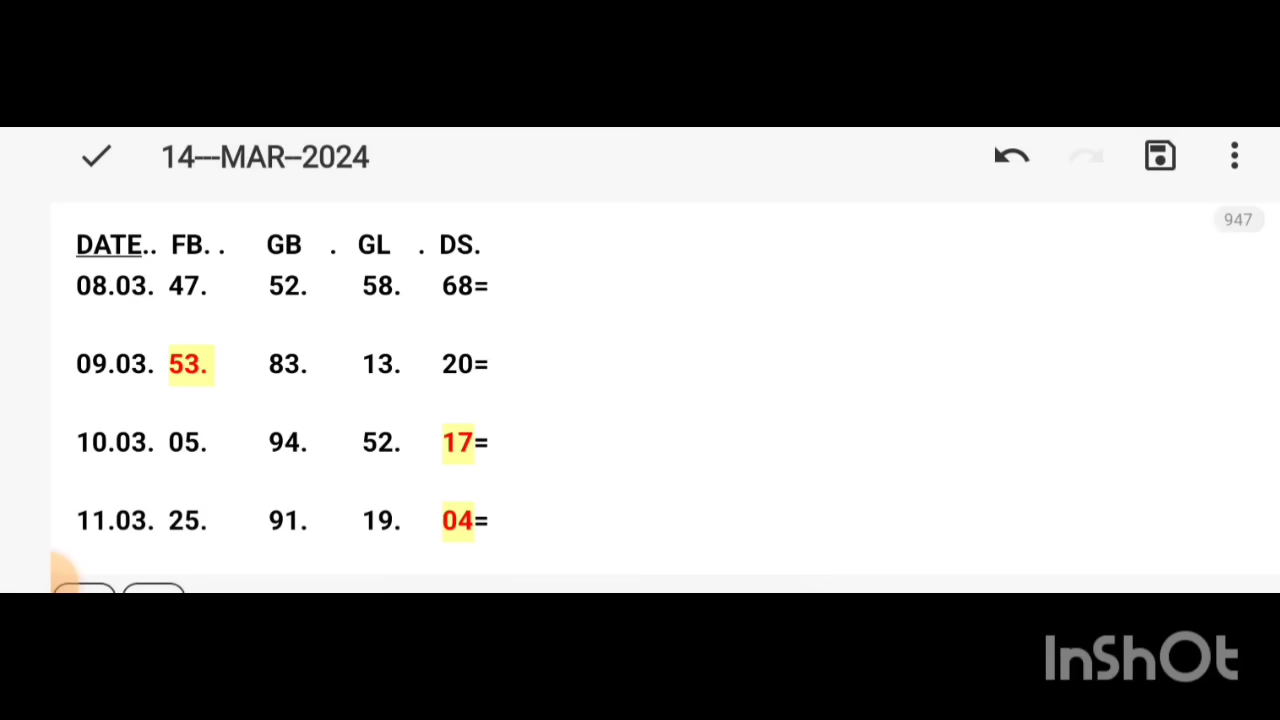 14---MAR--2024
947
DATE.. FB. . GB . GL . DS.
08.03. 47. 52. 58. 68=
09.03. 53. 83. 13. 20=
10.03. 05. 94. 52. 17=
11.03. 25. 91. 19. 04=
InShOt